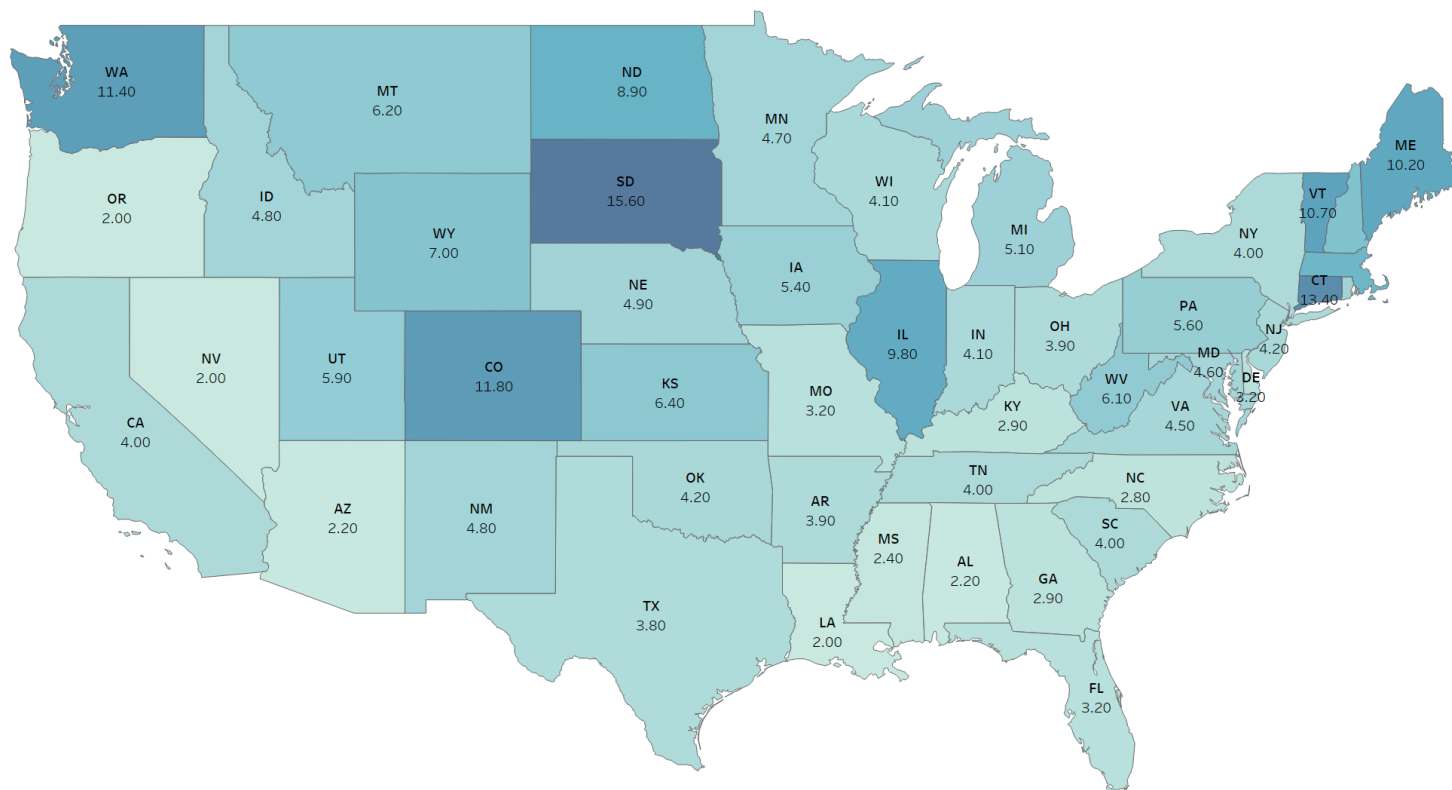 WA
11.40
MT
6.20
ND
8.90
MN
4.70
ME
10.20
OR
2.00
ID
4.80
SD
15.60
WI
4.10
VT
10.70
WY
7.00
MI
5.10
NY
4.00
NE
4.90
IA
5.40
CT
13.40
PA
5.60
NV
2.00
UT
5.90
CO
11.80
IL
9.80
IN
4.10
OH
3.90
NJ
4.20
MD
4.60
KS
6.40
MO
3.20
WV
6.10
DE
3.20
CA
4.00
KY
2.90
VA
4.50
OK
4.20
TN
4.00
NC
2.80
AZ
2.20
NM
4.80
AR
3.90
SC
4.00
MS
2.40
AL
2.20
GA
2.90
TX
3.80
LA
2.00
FL
3.20